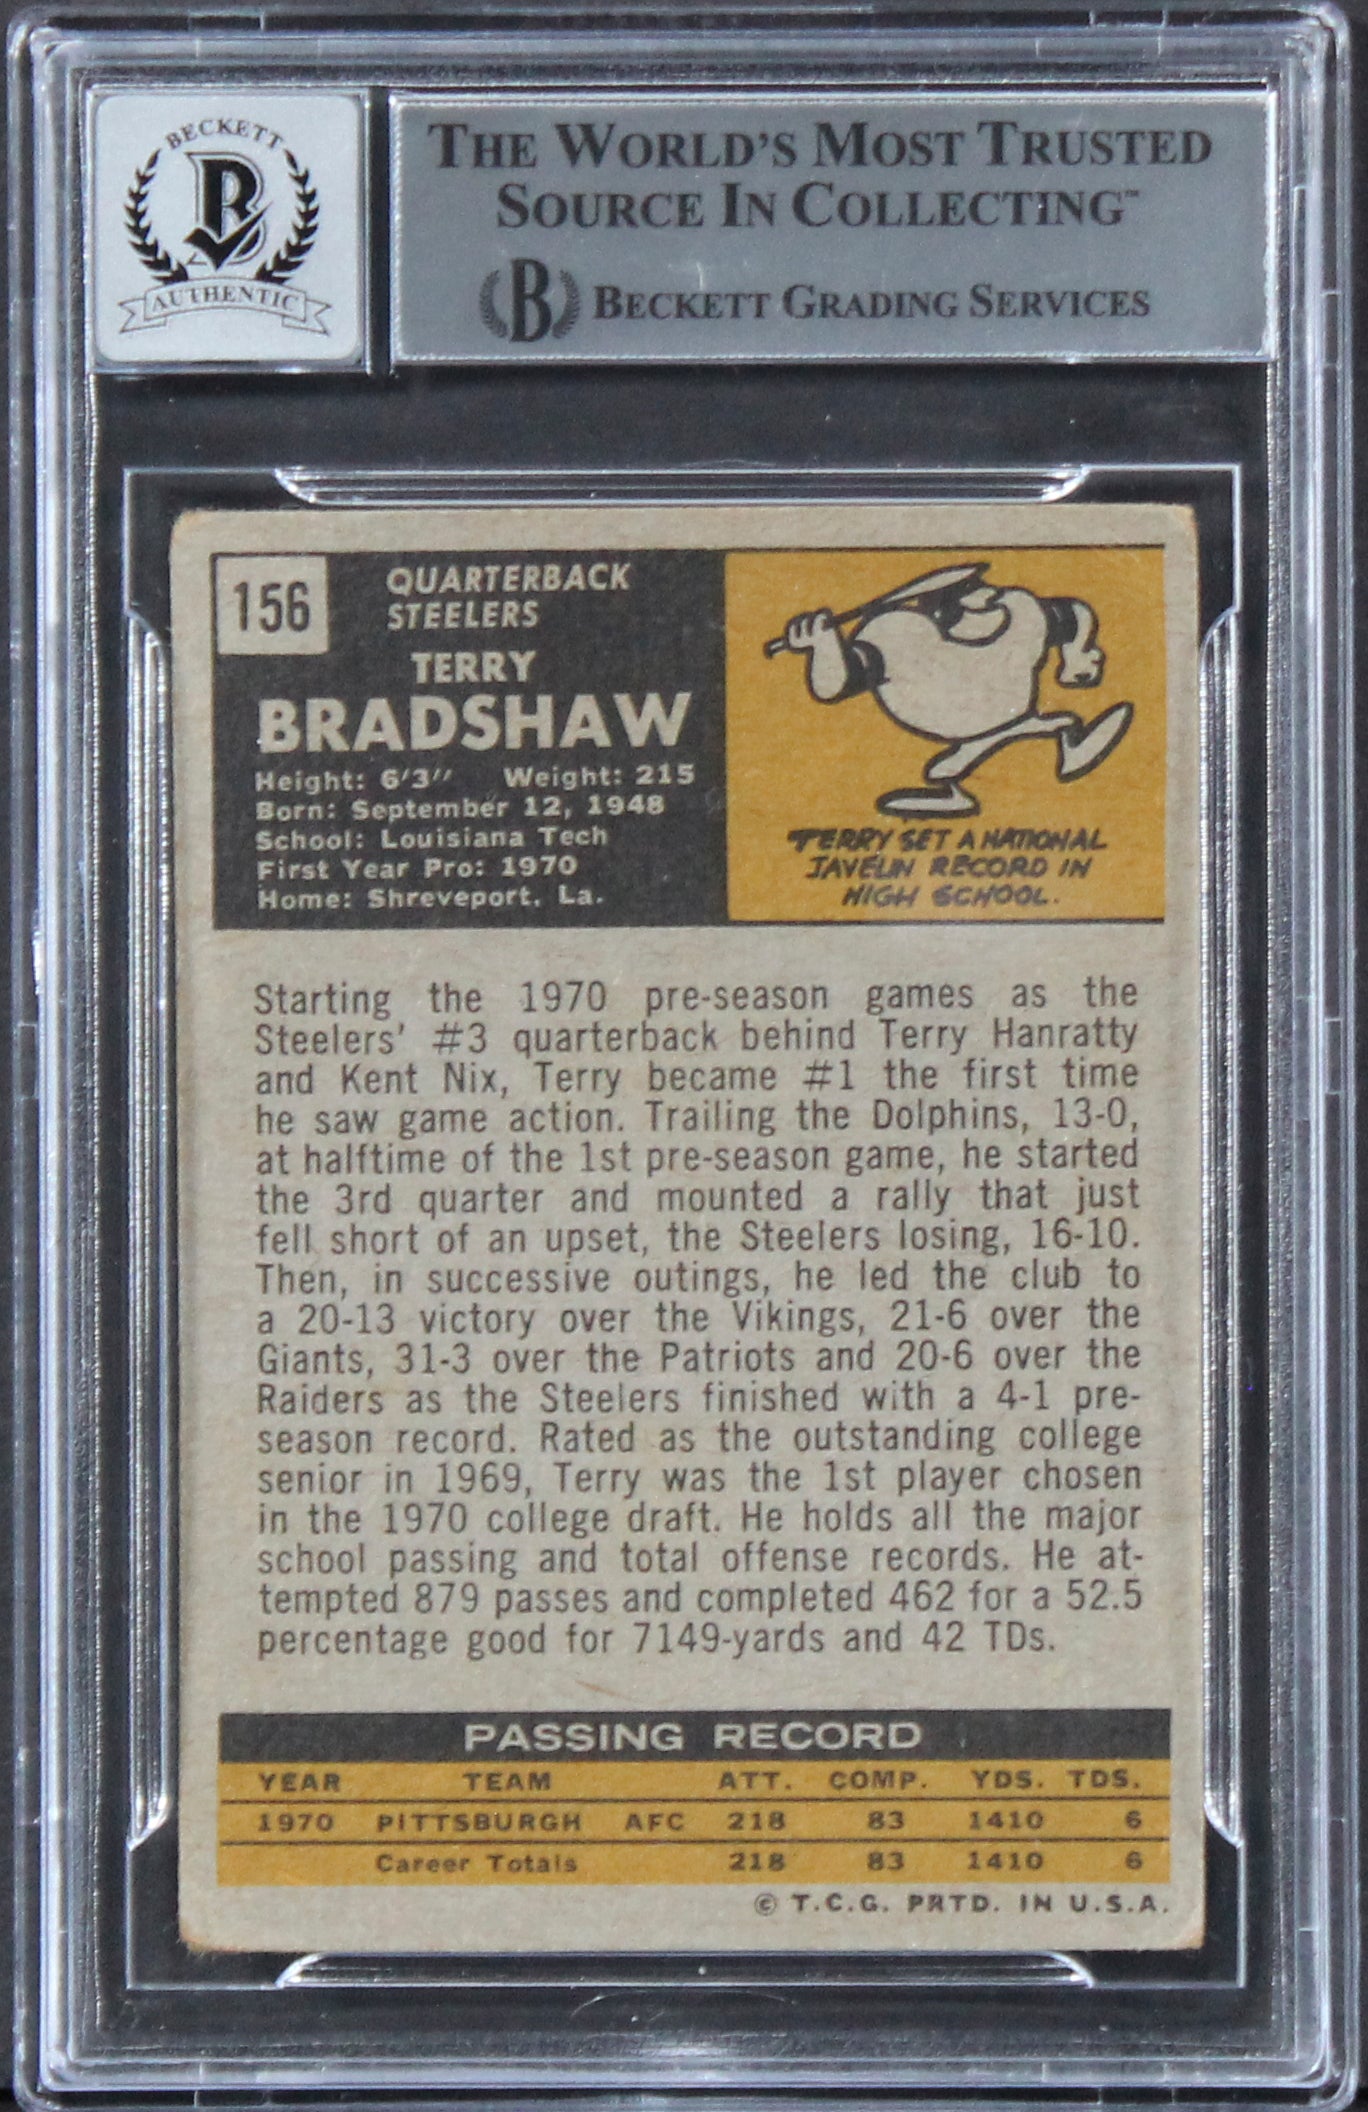 BECKETT
B
AUTHENTIC
THE WORLD'S MOST TRUSTED
SOURCE IN COLLECTING™
B BECKETT GRADING SERVICES
156
QUARTERBACK
STEELERS
TERRY
BRADSHAW
Height: 6'3" Weight: 215
Born: September 12, 1948
School: Louisiana Tech
First Year Pro: 1970
Home: Shreveport, La.
TERRY SET A NATIONAL
JAVELIN RECORD IN
HIGH SCHOOL.
Starting the 1970 pre-season games as the
Steelers' #3 quarterback behind Terry Hanratty
and Kent Nix, Terry became #1 the first time
he saw game action. Trailing the Dolphins, 13-0,
at halftime of the 1st pre-season game, he started
the 3rd quarter and mounted a rally that just
fell short of an upset, the Steelers losing, 16-10.
Then, in successive outings, he led the club to
a 20-13 victory over the Vikings, 21-6 over the
Giants, 31-3 over the Patriots and 20-6 over the
Raiders as the Steelers finished with a 4-1 pre-
season record. Rated as the outstanding college
senior in 1969, Terry was the 1st player chosen
in the 1970 college draft. He holds all the major
school passing and total offense records. He at-
tempted 879 passes and completed 462 for a 52.5
percentage good for 7149-yards and 42 TDs.
PASSING RECORD
YEAR TEAM ATT. COMP. YDS. TDS.
1970 PITTSBURGH AFC 218 83 1410 6
Career Totals 218 83 1410 6
© T.C.G. PRTD. IN U.S.A.